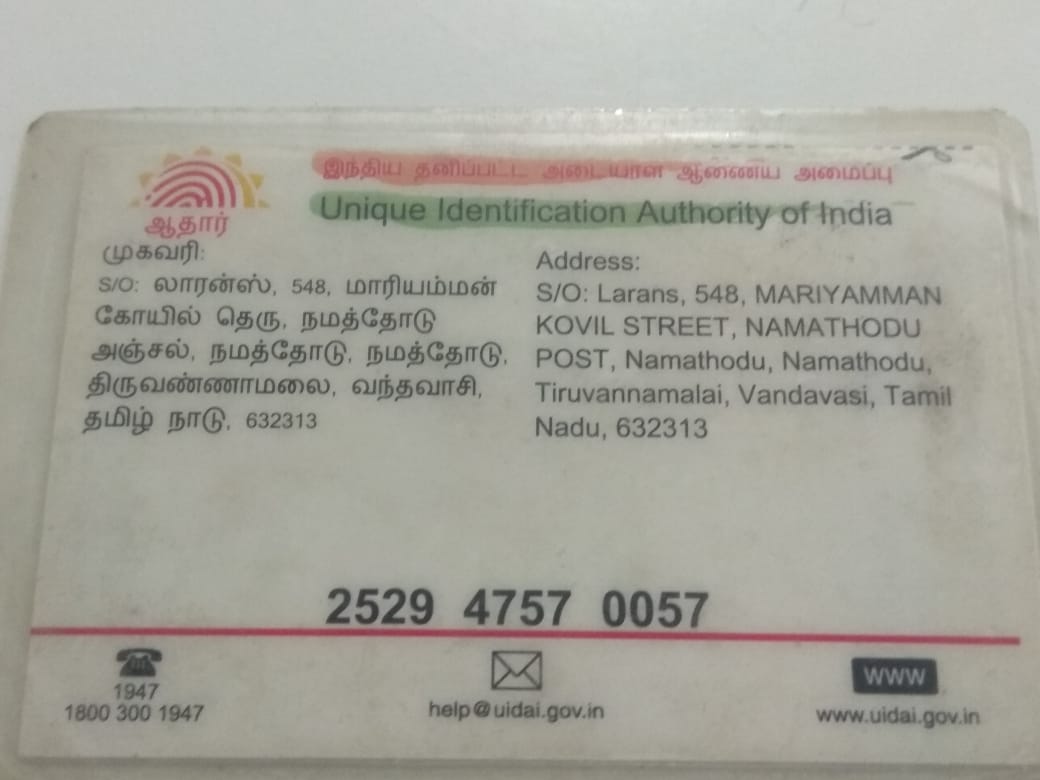 இந்திய தனிப்பட்ட அடையாள ஆணைய அமைப்பு
Unique Identification Authority of India
ஆதார்
முகவரி:
S/O: லாரன்ஸ், 548, மாரியம்மன்
கோயில் தெரு, நமத்தோடு
அஞ்சல், நமத்தோடு, நமத்தோடு,
திருவண்ணாமலை, வந்தவாசி,
தமிழ் நாடு, 632313
Address:
S/O: Larans, 548, MARIYAMMAN
KOVIL STREET, NAMATHODU
POST, Namathodu, Namathodu,
Tiruvannamalai, Vandavasi, Tamil
Nadu, 632313
2529 4757 0057
1947
1800 300 1947
help@uidai.gov.in
WWW
www.uidai.gov.in